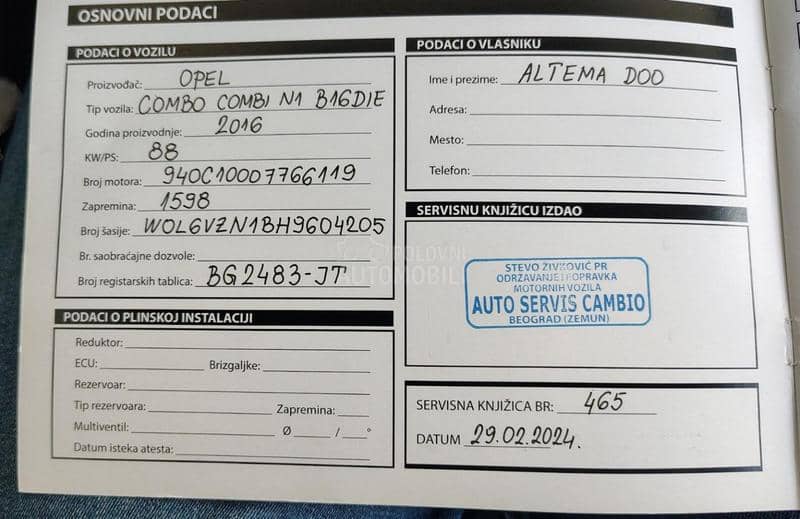 OSNOVNI PODACI
PODACI O VOZILU
Proizvođač: OPEL
Tip vozila: COMBO COMBI N1 B16DIE
Godina proizvodnje: 2016
KW/PS: 88
Broj motora: 940C10007766119
Zapremina: 1598
Broj šasije: WOL6VZN1BH9604205
Br. saobraćajne dozvole:
Broj registarskih tablica: BG2483-JT
PODACI O PLINSKOJ INSTALACIJI
Reduktor:
ECU: Brizgaljke:
Rezervoar:
Tip rezervoara: Zapremina:
Multiventil: Ø / °
Datum isteka atesta:
PODACI O VLASNIKU
Ime i prezime: ALTEMA DOO
Adresa:
Mesto:
Telefon:
SERVISNU KNJIŽICU IZDAO
STEVO ŽIVKOVIĆ PR
ODRŽAVANJE I POPRAVKA
MOTORNIH VOZILA
AUTO SERVIS CAMBIO
BEOGRAD (ZEMUN)
SERVISNA KNJIŽICA BR: 465
DATUM 29.02.2024.
POLOVNI
AUTOMOBILI